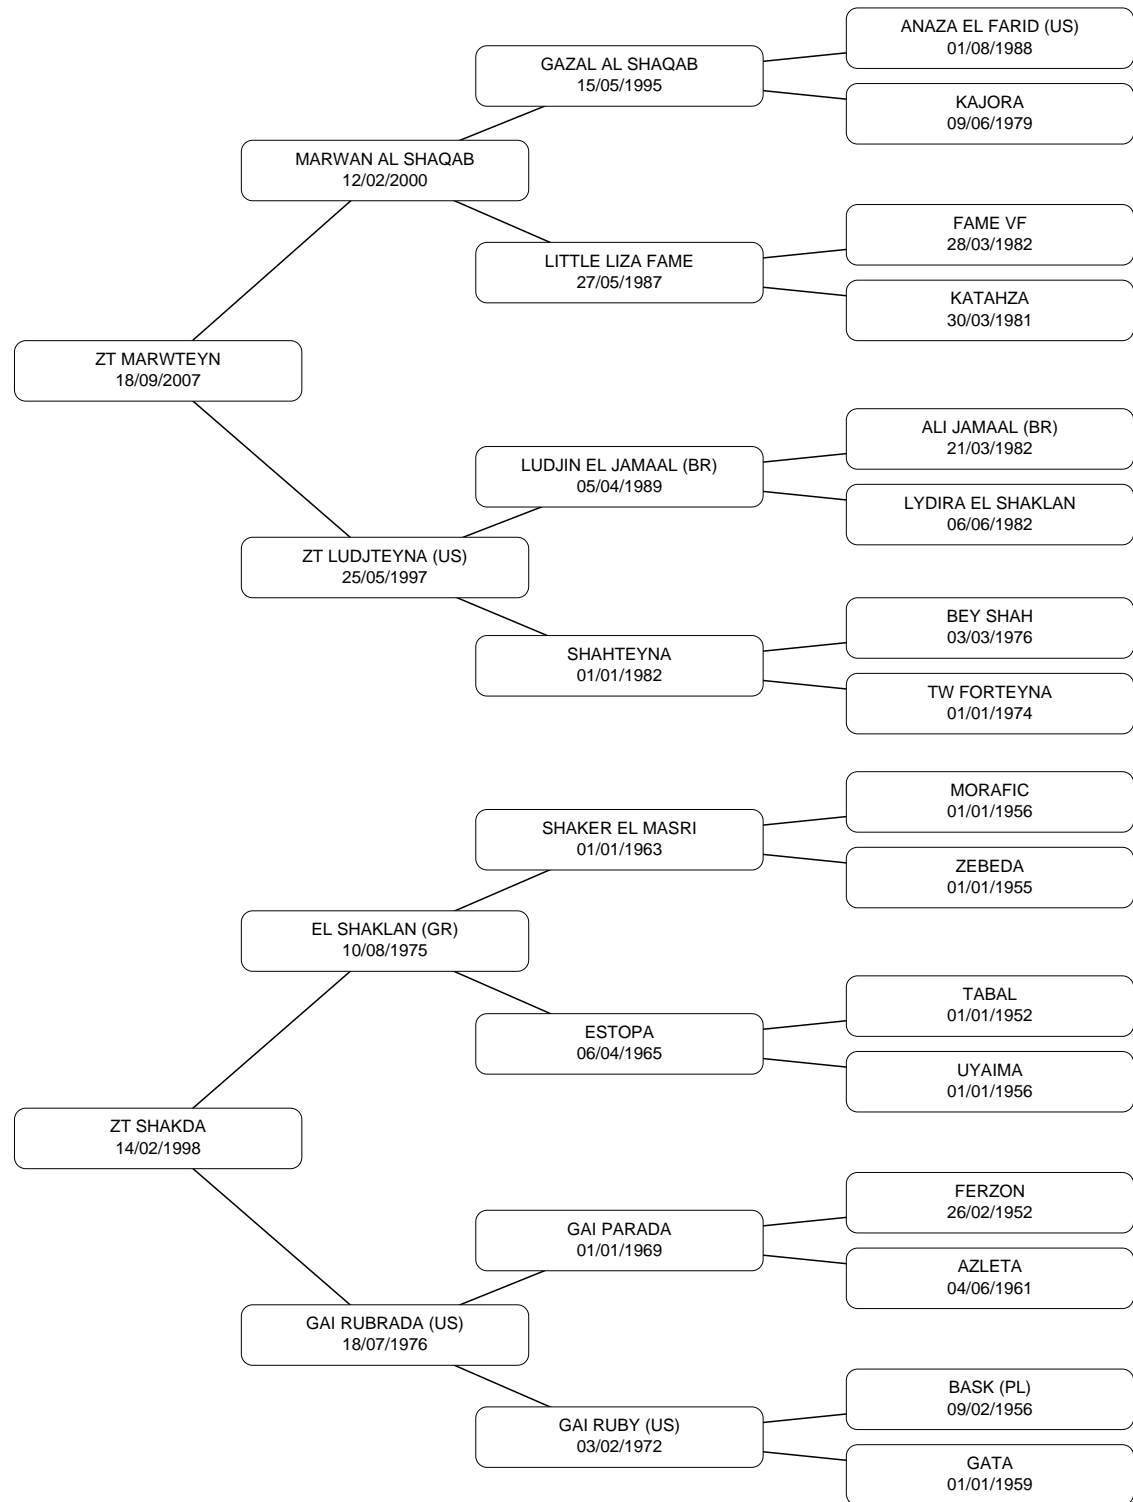 ANAZA EL FARID (US)
01/08/1988
GAZAL AL SHAQAB
15/05/1995
KAJORA
09/06/1979
MARWAN AL SHAQAB
12/02/2000
FAME VF
28/03/1982
LITTLE LIZA FAME
27/05/1987
KATAHZA
30/03/1981
ZT MARWTEYN
18/09/2007
ALI JAMAAL (BR)
21/03/1982
LUDJIN EL JAMAAL (BR)
05/04/1989
LYDIRA EL SHAKLAN
06/06/1982
ZT LUDJTEYNA (US)
25/05/1997
BEY SHAH
03/03/1976
SHAHTEYNA
01/01/1982
TW FORTEYNA
01/01/1974
MORAFIC
01/01/1956
SHAKER EL MASRI
01/01/1963
ZEBEDA
01/01/1955
EL SHAKLAN (GR)
10/08/1975
TABAL
01/01/1952
ESTOPA
06/04/1965
UYAIMA
01/01/1956
ZT SHAKDA
14/02/1998
FERZON
26/02/1952
GAI PARADA
01/01/1969
AZLETA
04/06/1961
GAI RUBRADA (US)
18/07/1976
BASK (PL)
09/02/1956
GAI RUBY (US)
03/02/1972
GATA
01/01/1959